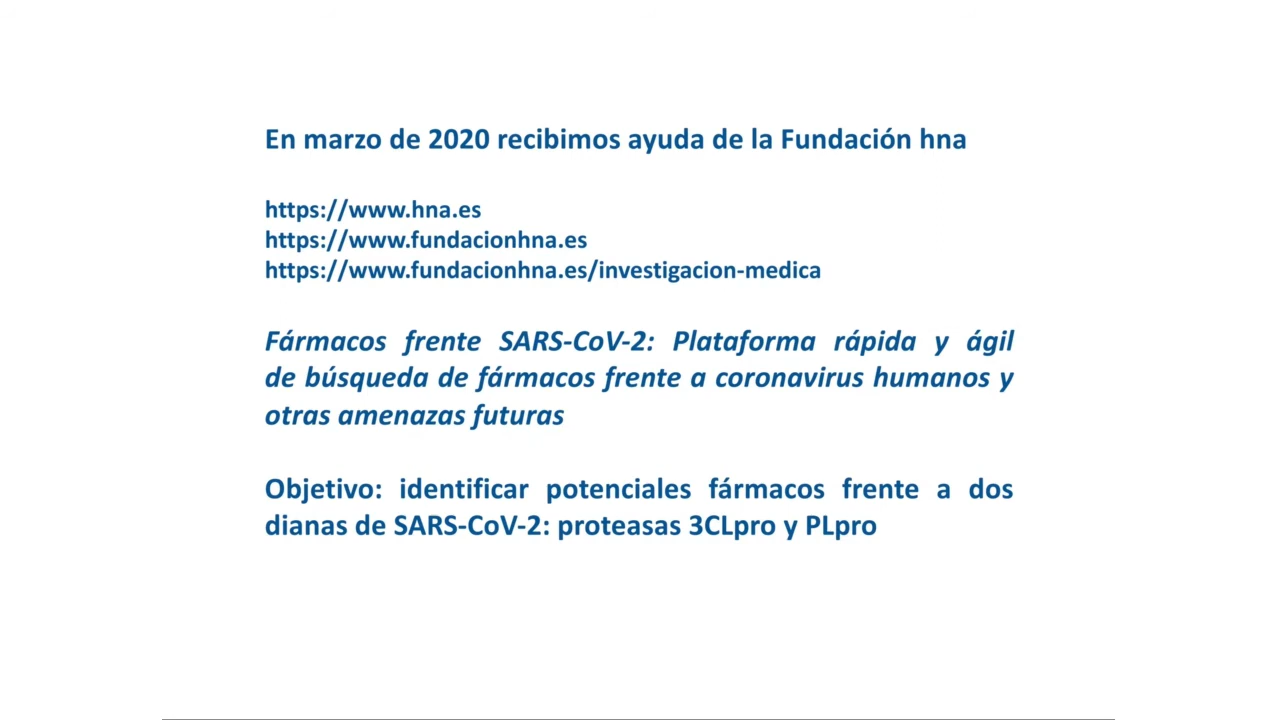 En marzo de 2020 recibimos ayuda de la Fundación hna
https://www.hna.es
https://www.fundacionhna.es
https://www.fundacionhna.es/investigacion-medica
Fármacos frente SARS-CoV-2: Plataforma rápida y ágil
de búsqueda de fármacos frente a coronavirus humanos y
otras amenazas futuras
Objetivo: identificar potenciales fármacos frente a dos
dianas de SARS-CoV-2: proteasas 3CLpro y PLpro